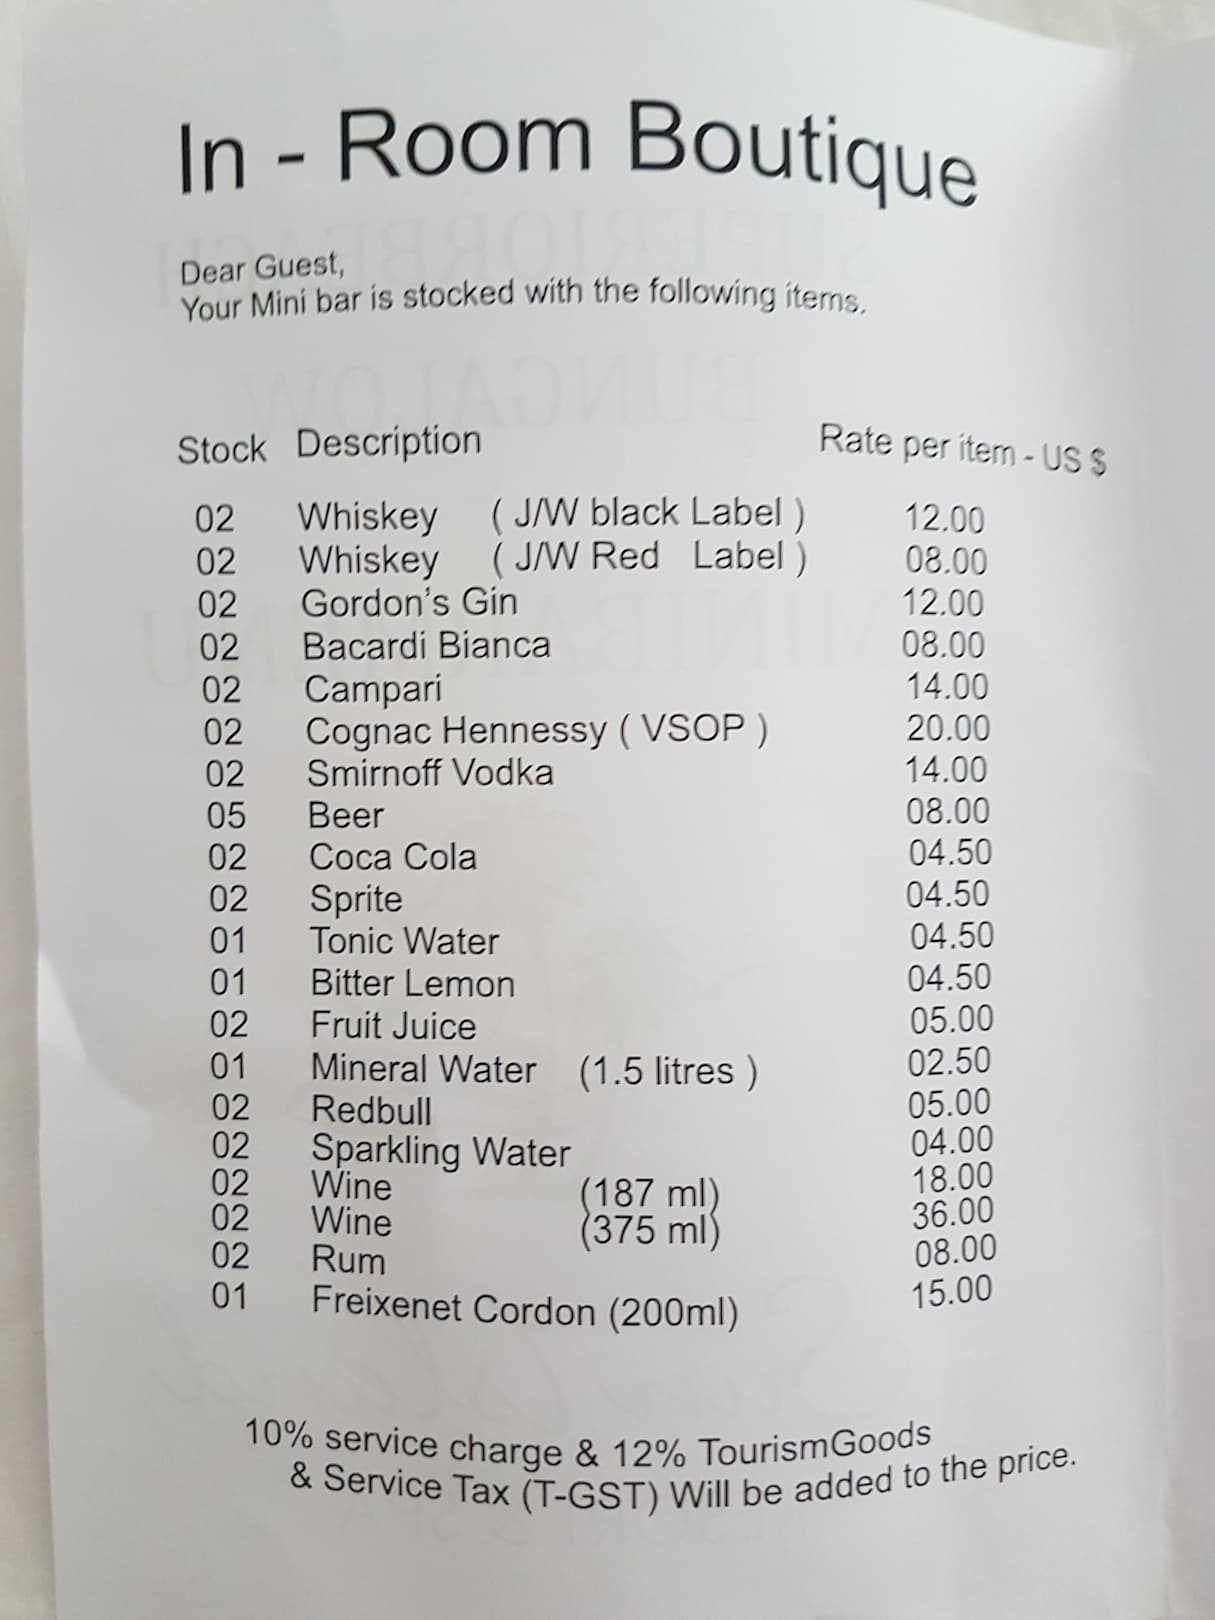 In - Room Boutique
Dear Guest,
Your Mini bar is stocked with the following items.
Stock Description Rate per item - US $
02 Whiskey ( J/W black Label ) 12.00
02 Whiskey ( J/W Red Label ) 08.00
02 Gordon's Gin 12.00
02 Bacardi Bianca 08.00
02 Campari 14.00
02 Cognac Hennessy ( VSOP ) 20.00
02 Smirnoff Vodka 14.00
05 Beer 08.00
02 Coca Cola 04.50
02 Sprite 04.50
01 Tonic Water 04.50
01 Bitter Lemon 04.50
02 Fruit Juice 05.00
01 Mineral Water (1.5 litres ) 02.50
02 Redbull 05.00
02 Sparkling Water 04.00
02 Wine (187 ml) 18.00
02 Wine (375 ml) 36.00
02 Rum 08.00
01 Freixenet Cordon (200ml) 15.00
10% service charge & 12% TourismGoods
& Service Tax (T-GST) Will be added to the price.